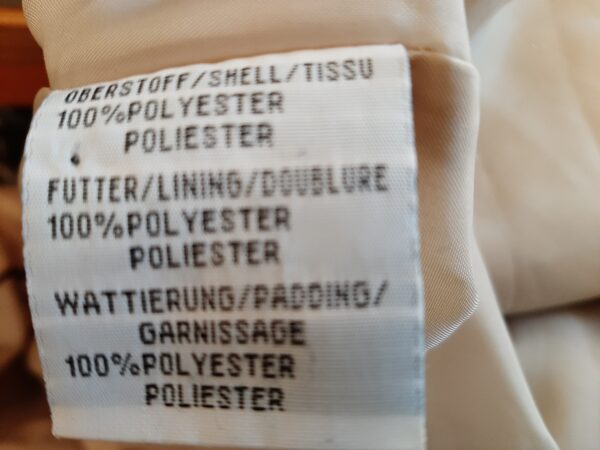 OBERSTOFF/SHELL/TISSU
100%POLYESTER
POLIESTER
FUTTER/LINING/DOUBLURE
100%POLYESTER
POLIESTER
WATTIERUNG/PADDING/
GARNISSAGE
100%POLYESTER
POLIESTER